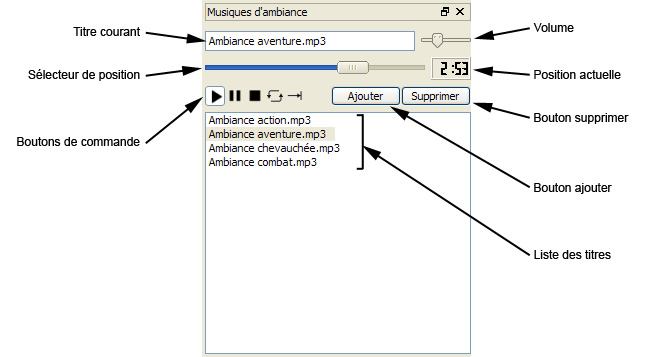 Musiques d'ambiance
Titre courant
Volume
Ambiance aventure.mp3
Sélecteur de position
2:53
Position actuelle
Ajouter
Supprimer
Boutons de commande
Bouton supprimer
Ambiance action.mp3
Ambiance aventure.mp3
Ambiance chevauchée.mp3
Ambiance combat.mp3
Bouton ajouter
Liste des titres